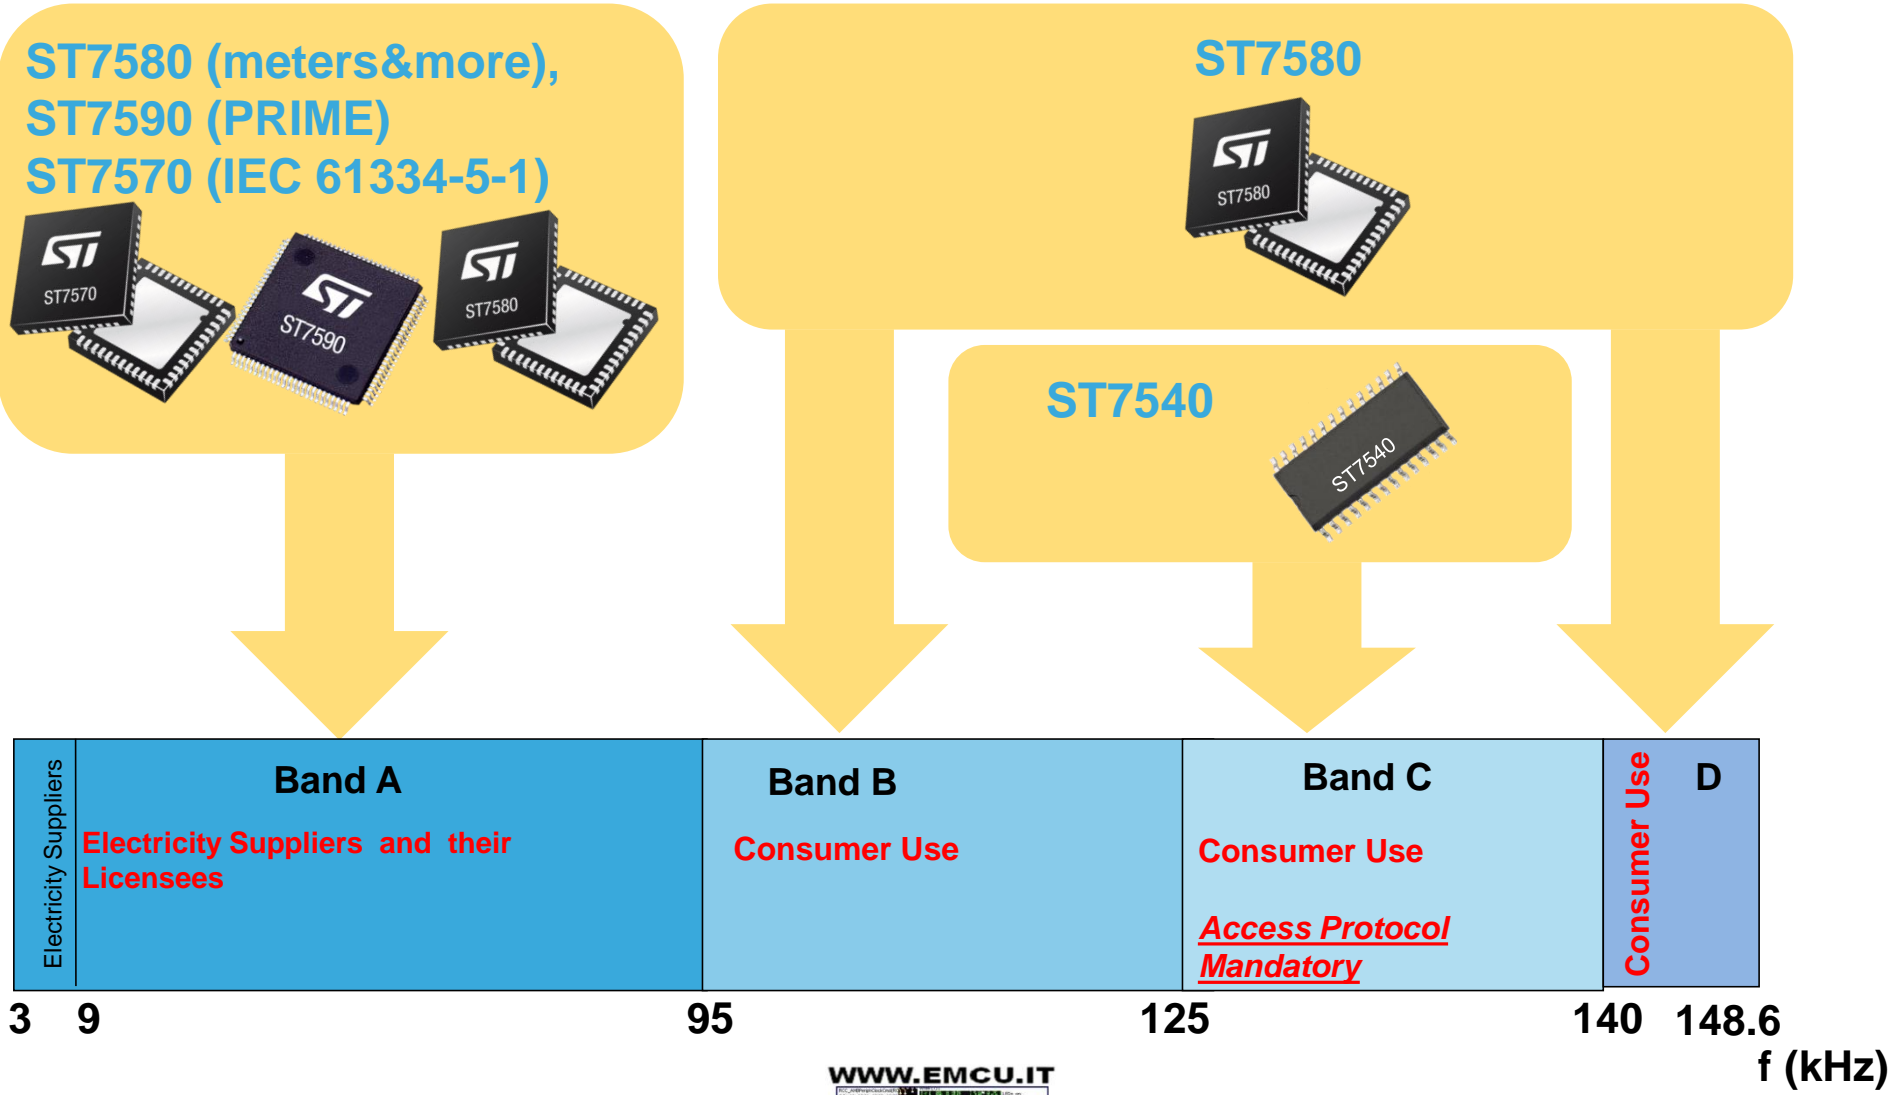 ST7580 (meters&more),
ST7590 (PRIME)
ST7570 (IEC 61334-5-1)
ST7570
ST7590
ST7580
ST7580
ST7580
ST7540
ST7540
Electricity Suppliers
Band A
Electricity Suppliers and their
Licensees
Band B
Consumer Use
Band C
Consumer Use
Access Protocol
Mandatory
Consumer Use
D
3 9 95 125 140 148.6
f (kHz)
WWW.EMCU.IT